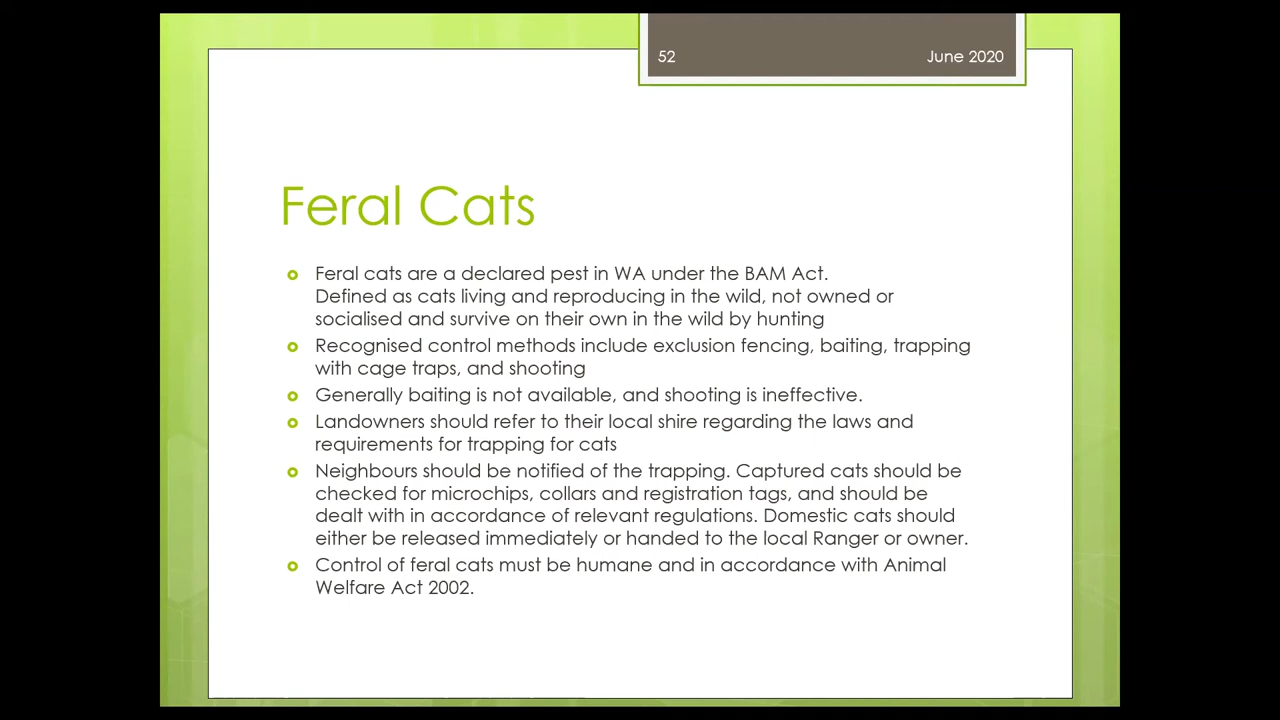 52
June 2020
Feral Cats
Feral cats are a declared pest in WA under the BAM Act.
Defined as cats living and reproducing in the wild, not owned or
socialised and survive on their own in the wild by hunting
Recognised control methods include exclusion fencing, baiting, trapping
with cage traps, and shooting
Generally baiting is not available, and shooting is ineffective.
Landowners should refer to their local shire regarding the laws and
requirements for trapping for cats
Neighbours should be notified of the trapping. Captured cats should be
checked for microchips, collars and registration tags, and should be
dealt with in accordance of relevant regulations. Domestic cats should
either be released immediately or handed to the local Ranger or owner.
Control of feral cats must be humane and in accordance with Animal
Welfare Act 2002.